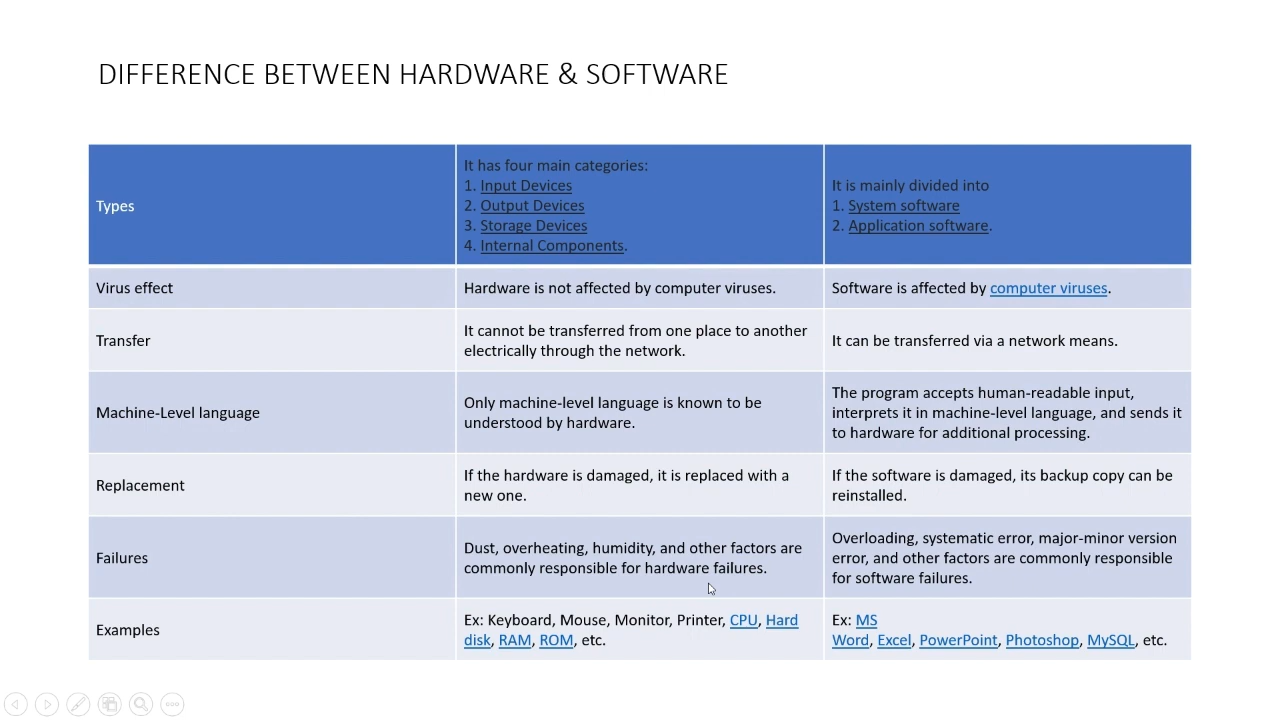 DIFFERENCE BETWEEN HARDWARE & SOFTWARE
Types
It has four main categories:
1. Input Devices
2. Output Devices
3. Storage Devices
4. Internal Components.
It is mainly divided into
1. System software
2. Application software.
Virus effect
Hardware is not affected by computer viruses.
Software is affected by computer viruses.
Transfer
It cannot be transferred from one place to another
electrically through the network.
It can be transferred via a network means.
Machine-Level language
Only machine-level language is known to be
understood by hardware.
The program accepts human-readable input,
interprets it in machine-level language, and sends it
to hardware for additional processing.
Replacement
If the hardware is damaged, it is replaced with a
new one.
If the software is damaged, its backup copy can be
reinstalled.
Failures
Dust, overheating, humidity, and other factors are
commonly responsible for hardware failures.
Overloading, systematic error, major-minor version
error, and other factors are commonly responsible
for software failures.
Examples
Ex: Keyboard, Mouse, Monitor, Printer, CPU, Hard
disk, RAM, ROM, etc.
Ex: MS
Word, Excel, PowerPoint, Photoshop, MySQL, etc.